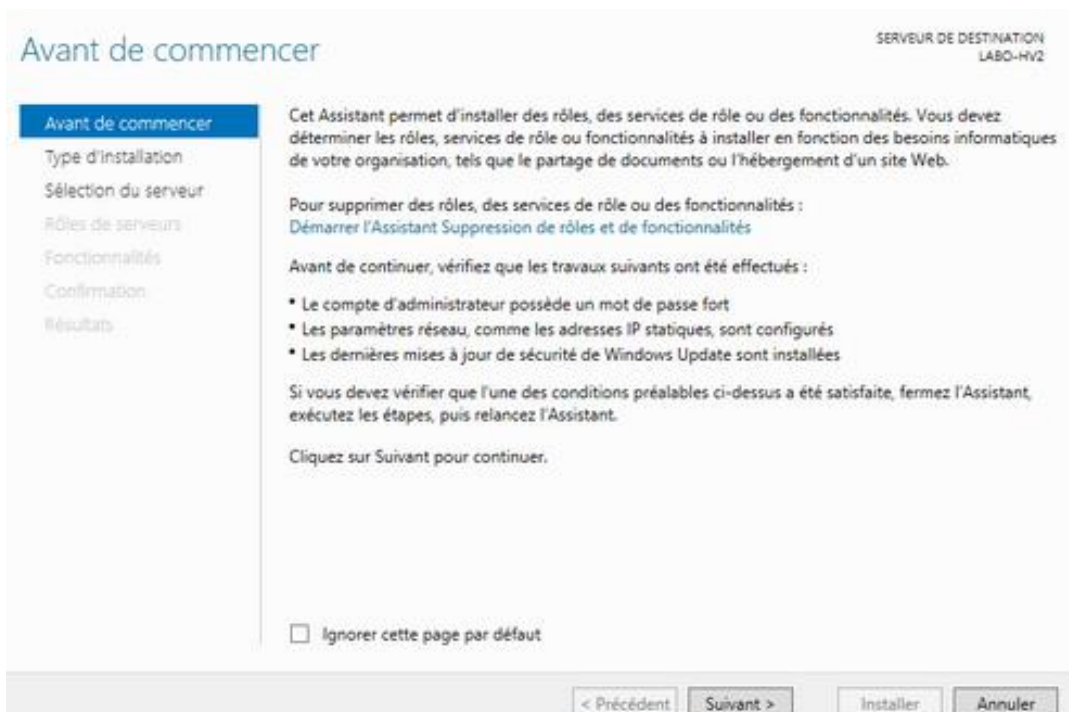 Avant de commencer
SERVEUR DE DESTINATION
LABO-HV2
Avant de commencer
Type d'installation
Sélection du serveur
Rôles de serveurs
Fonctionnalités
Confirmation
Résultats
Cet Assistant permet d'installer des rôles, des services de rôle ou des fonctionnalités. Vous devez
déterminer les rôles, services de rôle ou fonctionnalités à installer en fonction des besoins informatiques
de votre organisation, tels que le partage de documents ou l'hébergement d'un site Web.
Pour supprimer des rôles, des services de rôle ou des fonctionnalités :
Démarrer l'Assistant Suppression de rôles et de fonctionnalités
Avant de continuer, vérifiez que les travaux suivants ont été effectués :
• Le compte d'administrateur possède un mot de passe fort
• Les paramètres réseau, comme les adresses IP statiques, sont configurés
• Les dernières mises à jour de sécurité de Windows Update sont installées
Si vous devez vérifier que l'une des conditions préalables ci-dessus a été satisfaite, fermez l'Assistant,
exécutez les étapes, puis relancez l'Assistant.
Cliquez sur Suivant pour continuer.
Ignorer cette page par défaut
< Précédent
Suivant >
Installer
Annuler